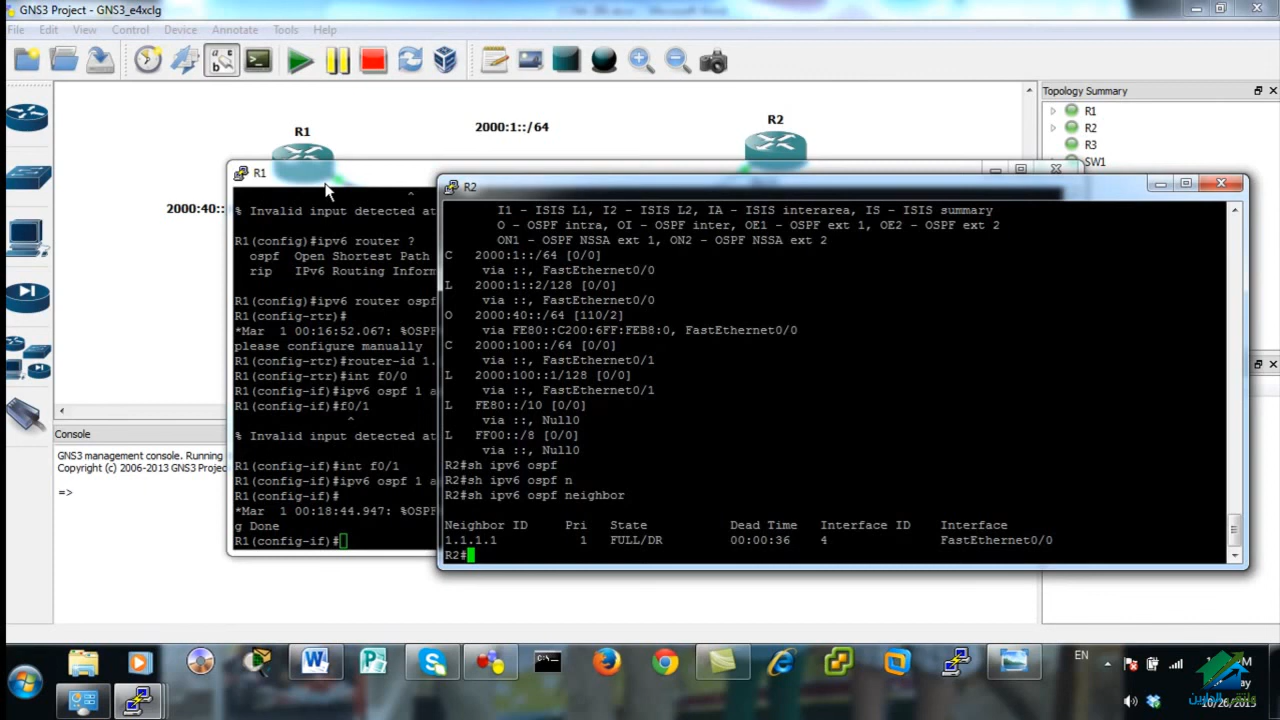 GNS3 Project - GNS3_e4xclg
File Edit View Control Device Annotate Tools Help
Topology Summary
R1
R2
R3
SW1
R1
2000:1::/64
R2
2000:40::
R1
^
% Invalid input detected at
R1(config)#ipv6 router ?
ospf Open Shortest Path
rip IPv6 Routing Inform
R1(config)#ipv6 router ospf
R1(config-rtr)#
*Mar 1 00:16:52.067: %OSPF
please configure manually
R1(config-rtr)#router-id 1.
R1(config-rtr)#int f0/0
R1(config-if)#ipv6 ospf 1 a
R1(config-if)#f0/1
^
% Invalid input detected at
R1(config-if)#int f0/1
R1(config-if)#ipv6 ospf 1 a
R1(config-if)#
*Mar 1 00:18:44.947: %OSPF
g Done
R1(config-if)#
R2
I1 - ISIS L1, I2 - ISIS L2, IA - ISIS interarea, IS - ISIS summary
O - OSPF intra, OI - OSPF inter, OE1 - OSPF ext 1, OE2 - OSPF ext 2
ON1 - OSPF NSSA ext 1, ON2 - OSPF NSSA ext 2
C 2000:1::/64 [0/0]
via ::, FastEthernet0/0
L 2000:1::2/128 [0/0]
via ::, FastEthernet0/0
O 2000:40::/64 [110/2]
via FE80::C200:6FF:FEB8:0, FastEthernet0/0
C 2000:100::/64 [0/0]
via ::, FastEthernet0/1
L 2000:100::1/128 [0/0]
via ::, FastEthernet0/1
L FE80::/10 [0/0]
via ::, Null0
L FF00::/8 [0/0]
via ::, Null0
R2#sh ipv6 ospf
R2#sh ipv6 ospf n
R2#sh ipv6 ospf neighbor
Neighbor ID Pri State Dead Time Interface ID Interface
1.1.1.1 1 FULL/DR 00:00:36 4 FastEthernet0/0
R2#
Console
GNS3 management console. Running
Copyright (c) 2006-2013 GNS3 Projec
=>
EN
10/26/2013